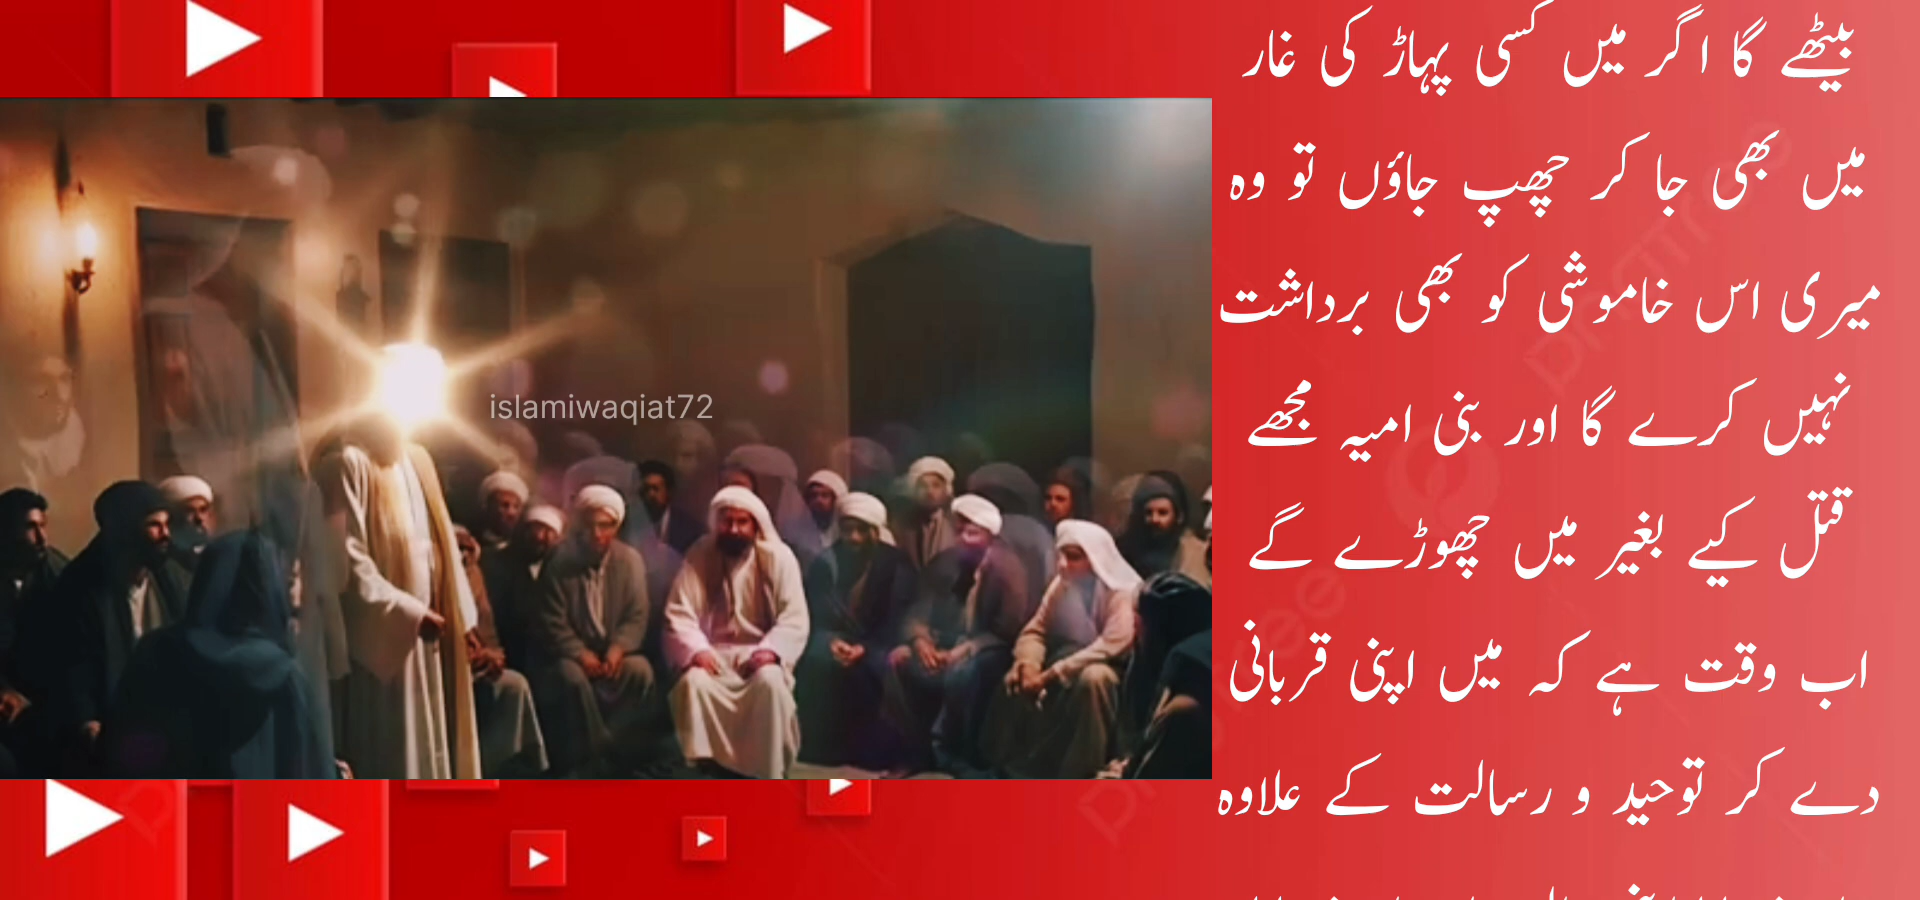 بیٹھے گا اگر میں کسی پہاڑ کی غار
میں بھی جا کر چھپ جاؤں تو وہ
میری اس خاموشی کو بھی برداشت
نہیں کرے گا اور بنی امیہ مجھے
قتل کیے بغیر میں چھوڑے گے
اب وقت ہے کہ میں اپنی قربانی
دے کر توحید و رسالت کے علاوہ
islamiwaqiat72